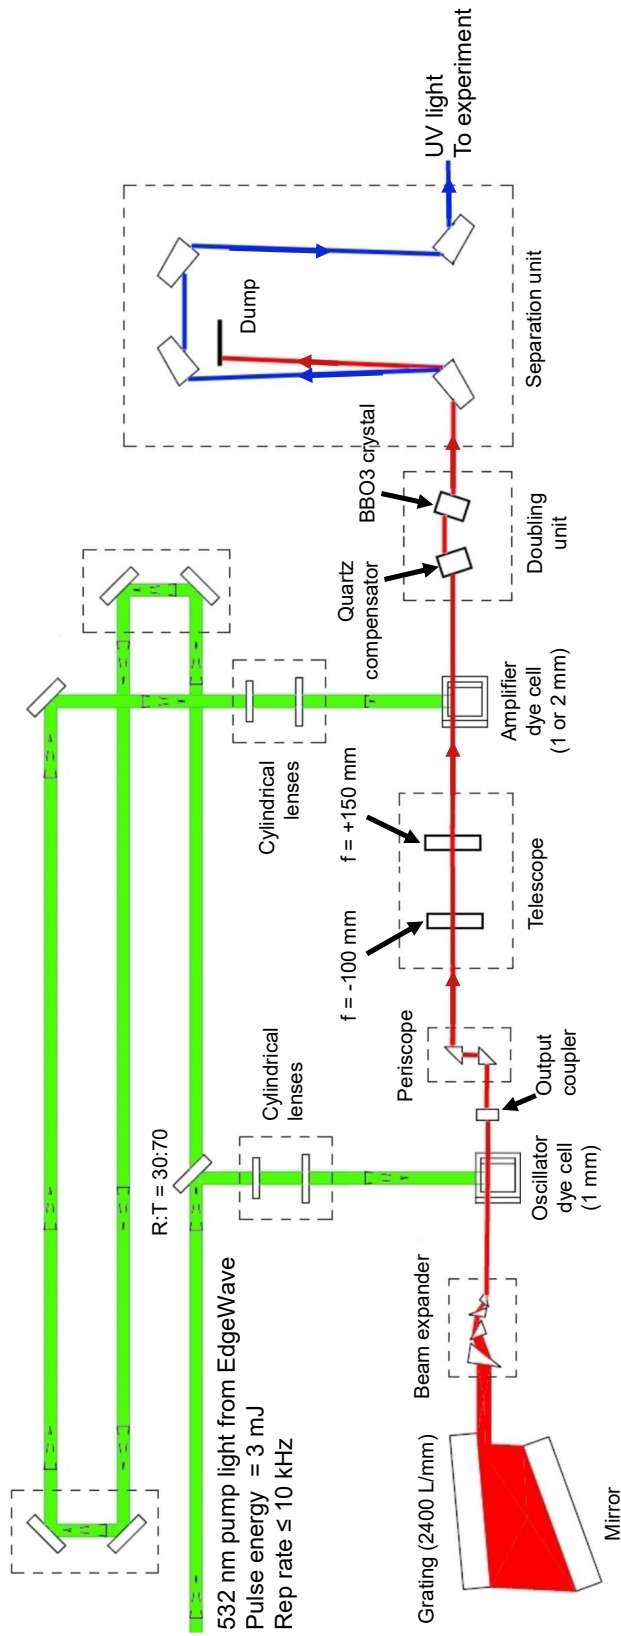 532 nm pump light from EdgeWave
Pulse energy  = 3 mJ
Rep rate ≤ 10 kHz
R:T = 30:70
Cylindrical
lenses
Cylindrical
lenses
Grating (2400 L/mm)
Mirror
Beam expander
Oscillator
dye cell
(1 mm)
Output
coupler
Periscope
f = -100 mm
f = +150 mm
Telescope
Amplifier
dye cell
(1 or 2 mm)
Quartz
compensator
BBO3 crystal
Doubling
unit
Dump
Separation unit
UV light
To experiment